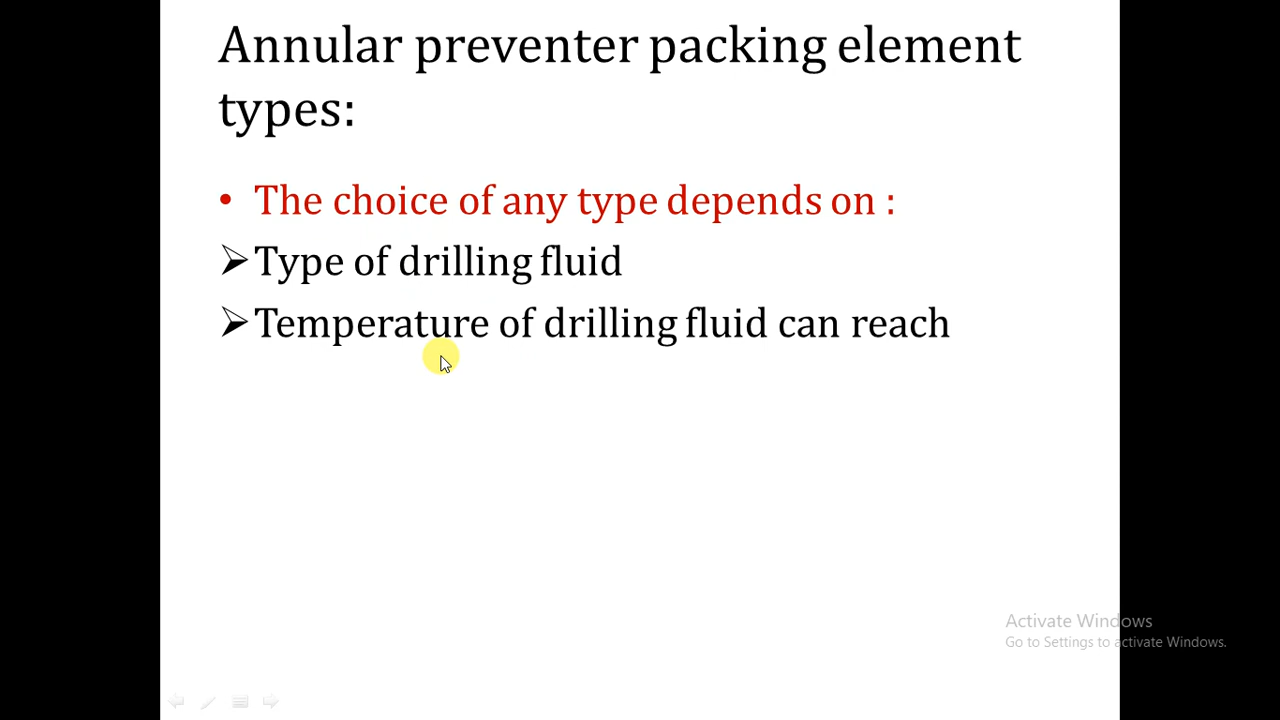 Annular preventer packing element
types:
• The choice of any type depends on :
➢Type of drilling fluid
➢Temperature of drilling fluid can reach
Activate Windows
Go to Settings to activate Windows.